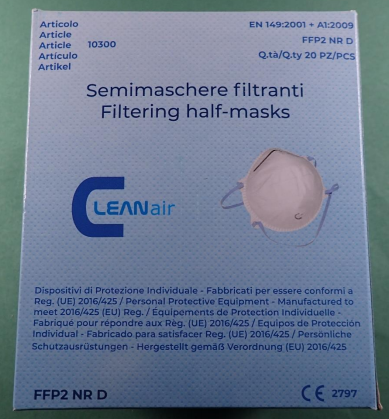 Articolo
Article
Article 10300
Artículo
Artikel
EN 149:2001 + A1:2009
FFP2 NR D
Q.tà/Q.ty 20 PZ/PCS
Semimaschere filtranti
Filtering half-masks
CLEANair
Dispositivi di Protezione Individuale - Fabbricati per essere conformi a
Reg. (UE) 2016/425 / Personal Protective Equipment - Manufactured to
meet 2016/425 (EU) Reg. / Équipements de Protection Individuelle -
Fabriqué pour répondre aux Règ. (UE) 2016/425 / Equipos de Protección
Individual - Fabricado para satisfacer Reg. (UE) 2016/425 / Persönliche
Schutzausrüstungen - Hergestellt gemäß Verordnung (EU) 2016/425
FFP2 NR D
CE 2797